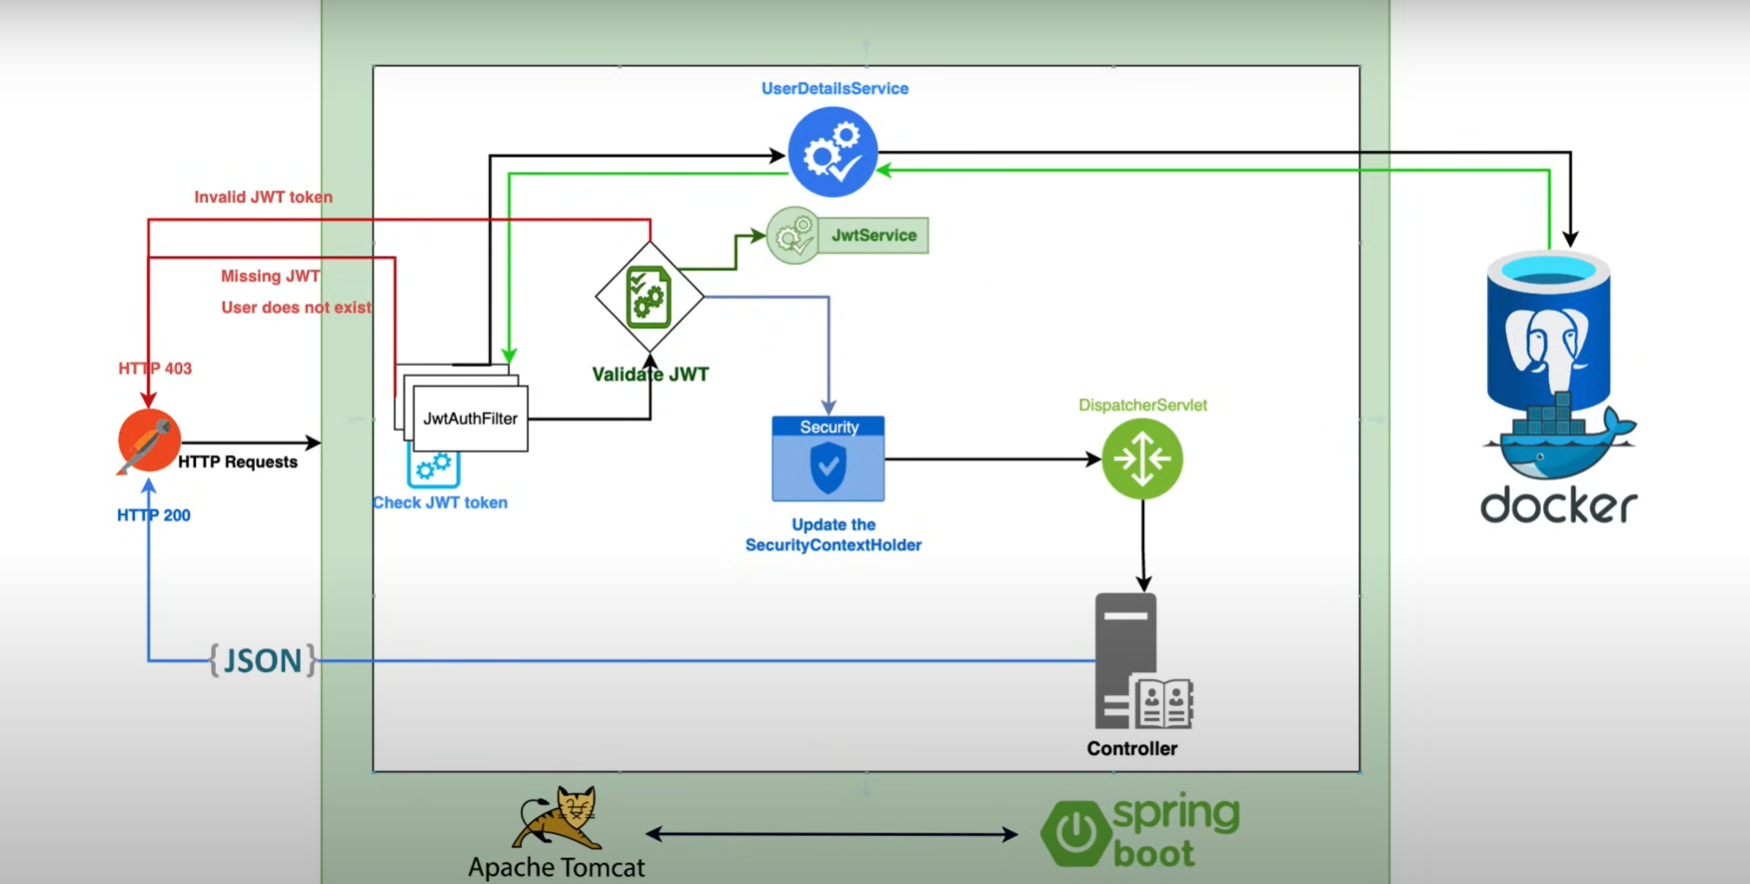 UserDetailsService
Invalid JWT token
JwtService
Missing JWT
User does not exist
HTTP 403
Validate JWT
JwtAuthFilter
DispatcherServlet
Security
HTTP Requests
Check JWT token
HTTP 200
Update the
SecurityContextHolder
docker
{JSON}
Controller
Apache Tomcat
spring
boot